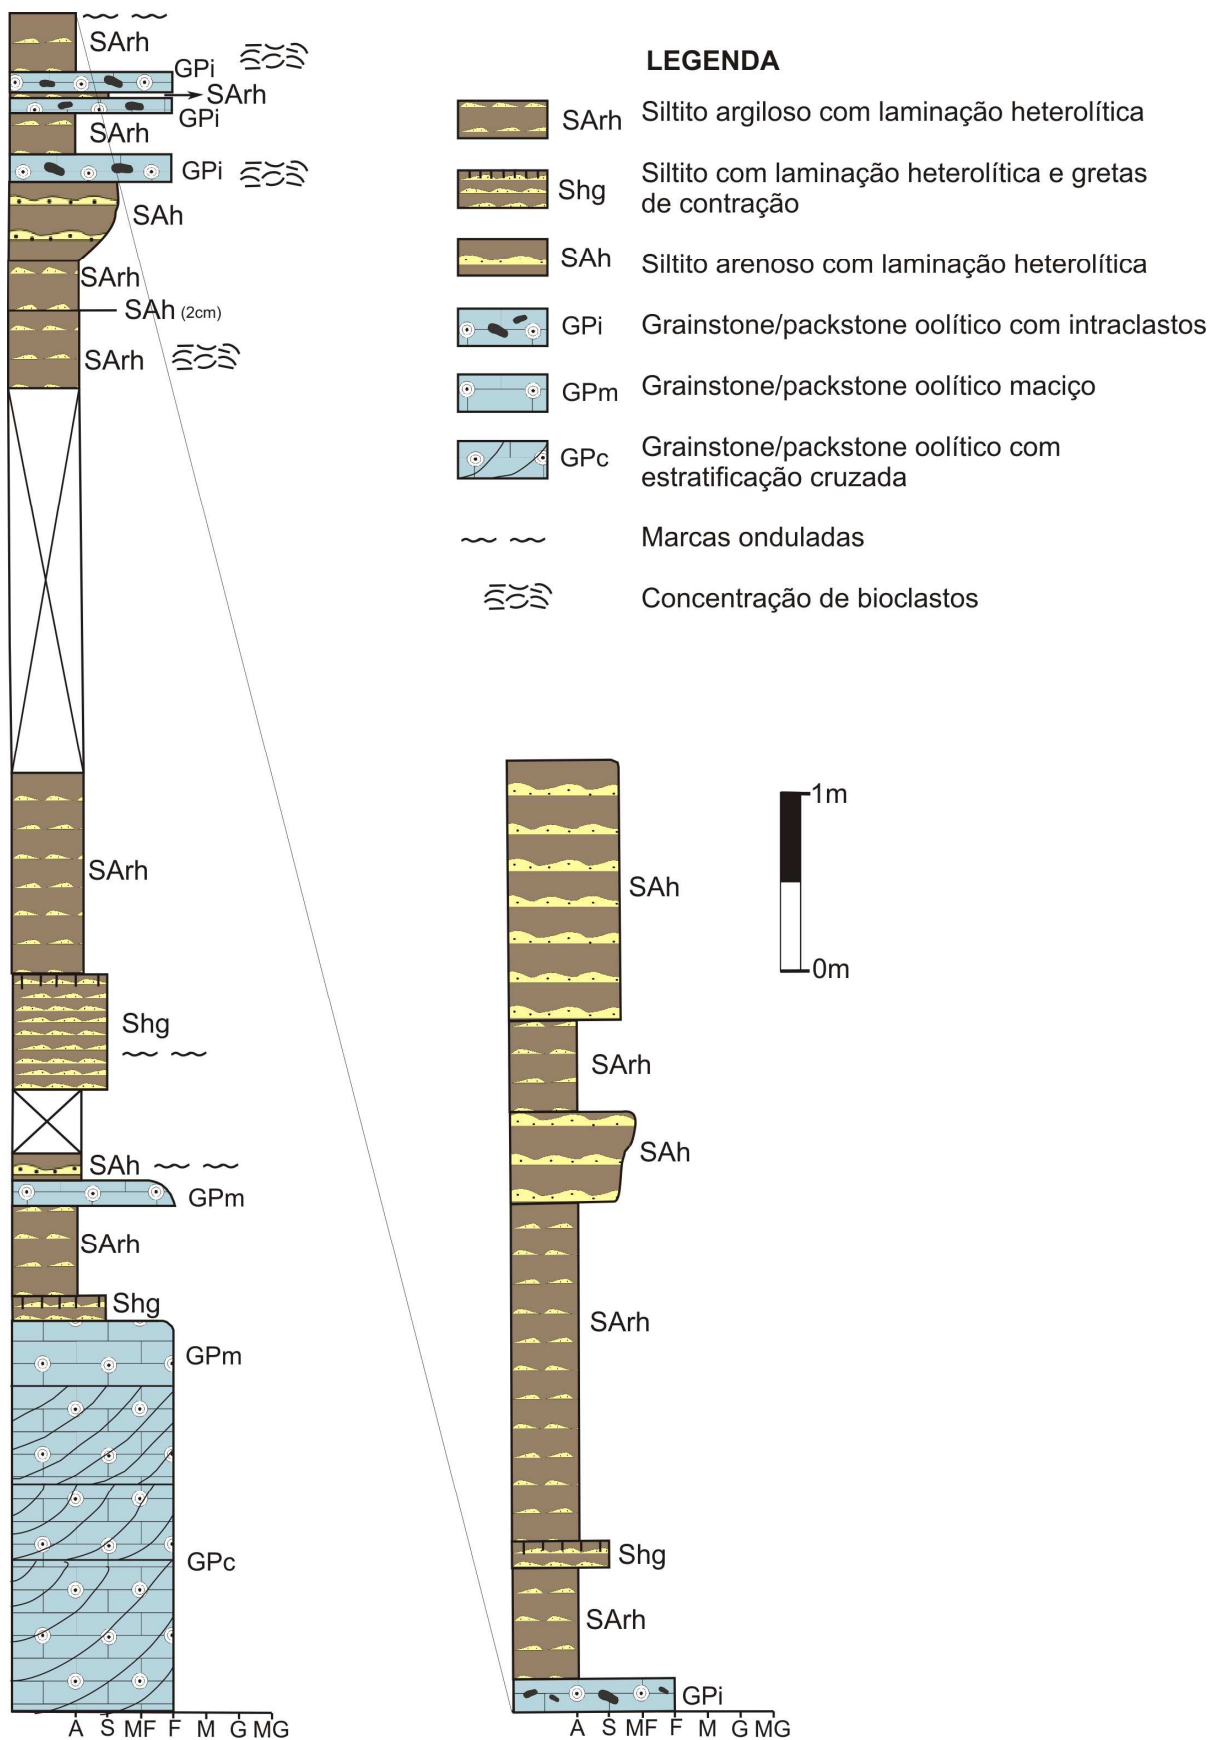 SArh
GPi
SArh
GPi
SArh
GPi
SAh
SArh
SAh (2cm)
SArh
SArh
Shg
SAh
GPm
SArh
Shg
GPm
GPc
A S MF F M G MG
LEGENDA
SArh Siltito argiloso com laminação heterolítica
Shg Siltito com laminação heterolítica e gretas
de contração
SAh Siltito arenoso com laminação heterolítica
GPi Grainstone/packstone oolítico com intraclastos
GPm Grainstone/packstone oolítico maciço
GPc Grainstone/packstone oolítico com
estratificação cruzada
Marcas onduladas
Concentração de bioclastos
1m
0m
SAh
SArh
SAh
SArh
Shg
SArh
GPi
A S MF F M G MG